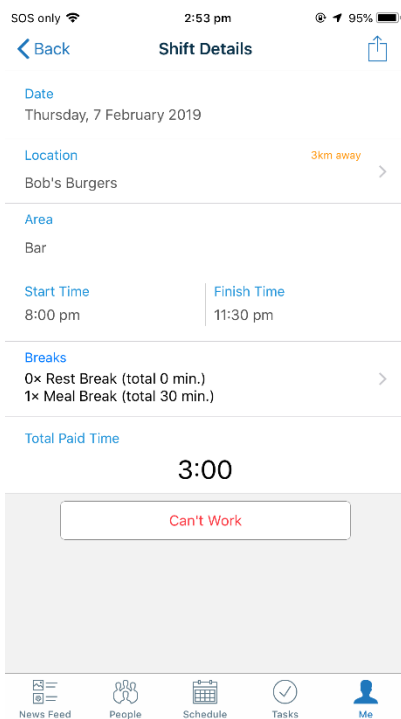 SOS only 2:53 pm 95%
Back Shift Details
Date
Thursday, 7 February 2019
Location 3km away
Bob's Burgers
Area
Bar
Start Time Finish Time
8:00 pm 11:30 pm
Breaks
0× Rest Break (total 0 min.)
1× Meal Break (total 30 min.)
Total Paid Time
3:00
Can't Work
News Feed People Schedule Tasks Me